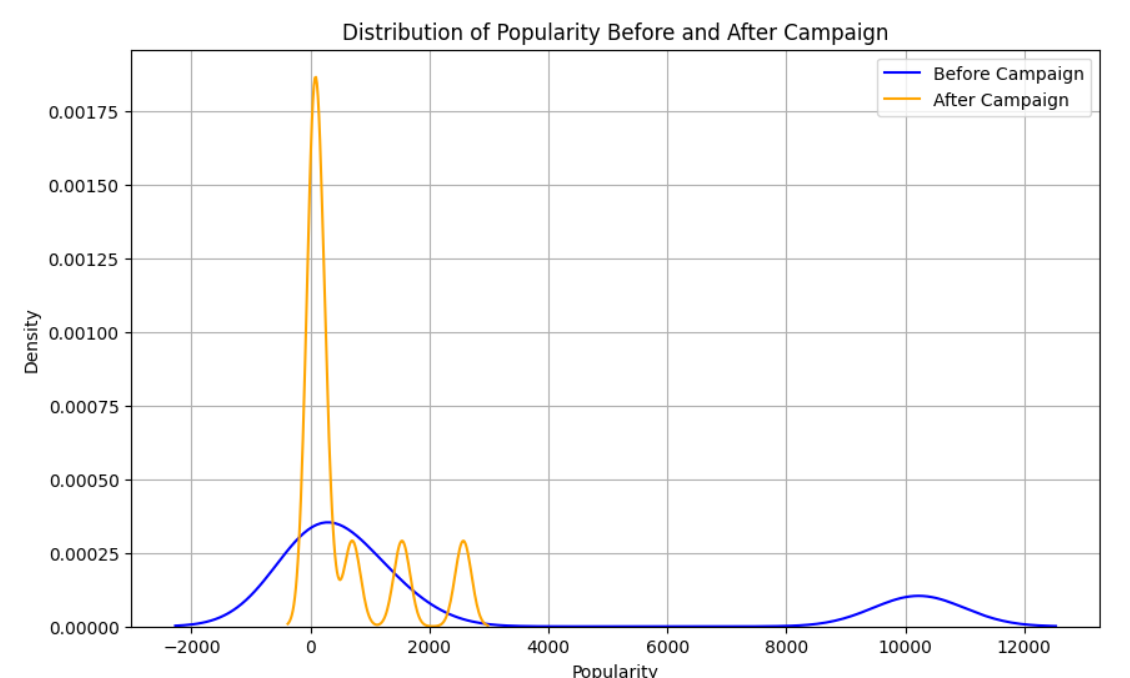 Distribution of Popularity Before and After Campaign
Before Campaign
After Campaign
Density
0.00175
0.00150
0.00125
0.00100
0.00075
0.00050
0.00025
0.00000
−2000 0 2000 4000 6000 8000 10000 12000
Popularity